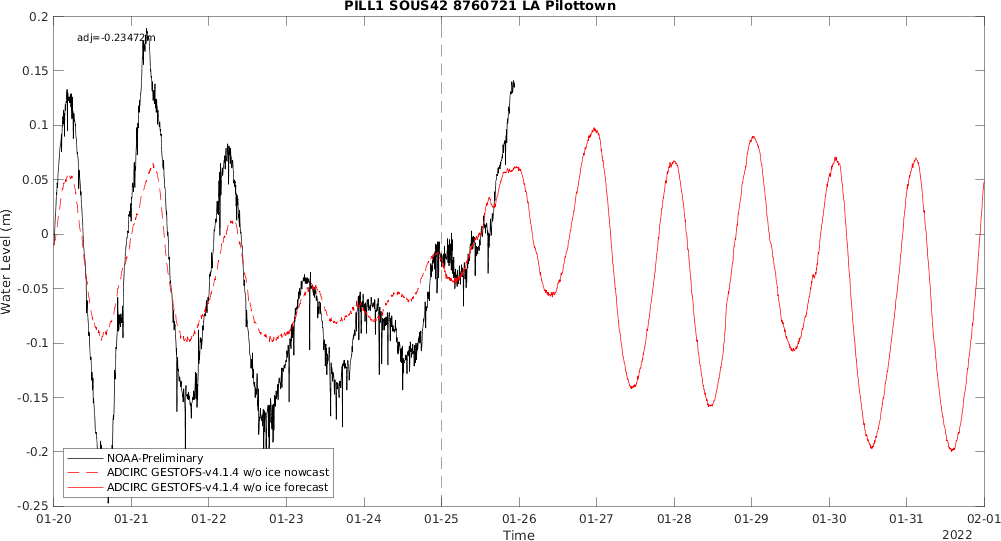 PILL1 SOUS42 8760721 LA Pilottown
adj=-0.23472m
Water Level (m)
0.2
0.15
0.1
0.05
0
-0.05
-0.1
-0.15
-0.2
-0.25
NOAA-Preliminary
ADCIRC GESTOFS-v4.1.4 w/o ice nowcast
ADCIRC GESTOFS-v4.1.4 w/o ice forecast
01-20 01-21 01-22 01-23 01-24 01-25 01-26 01-27 01-28 01-29 01-30 01-31 02-01
Time
2022